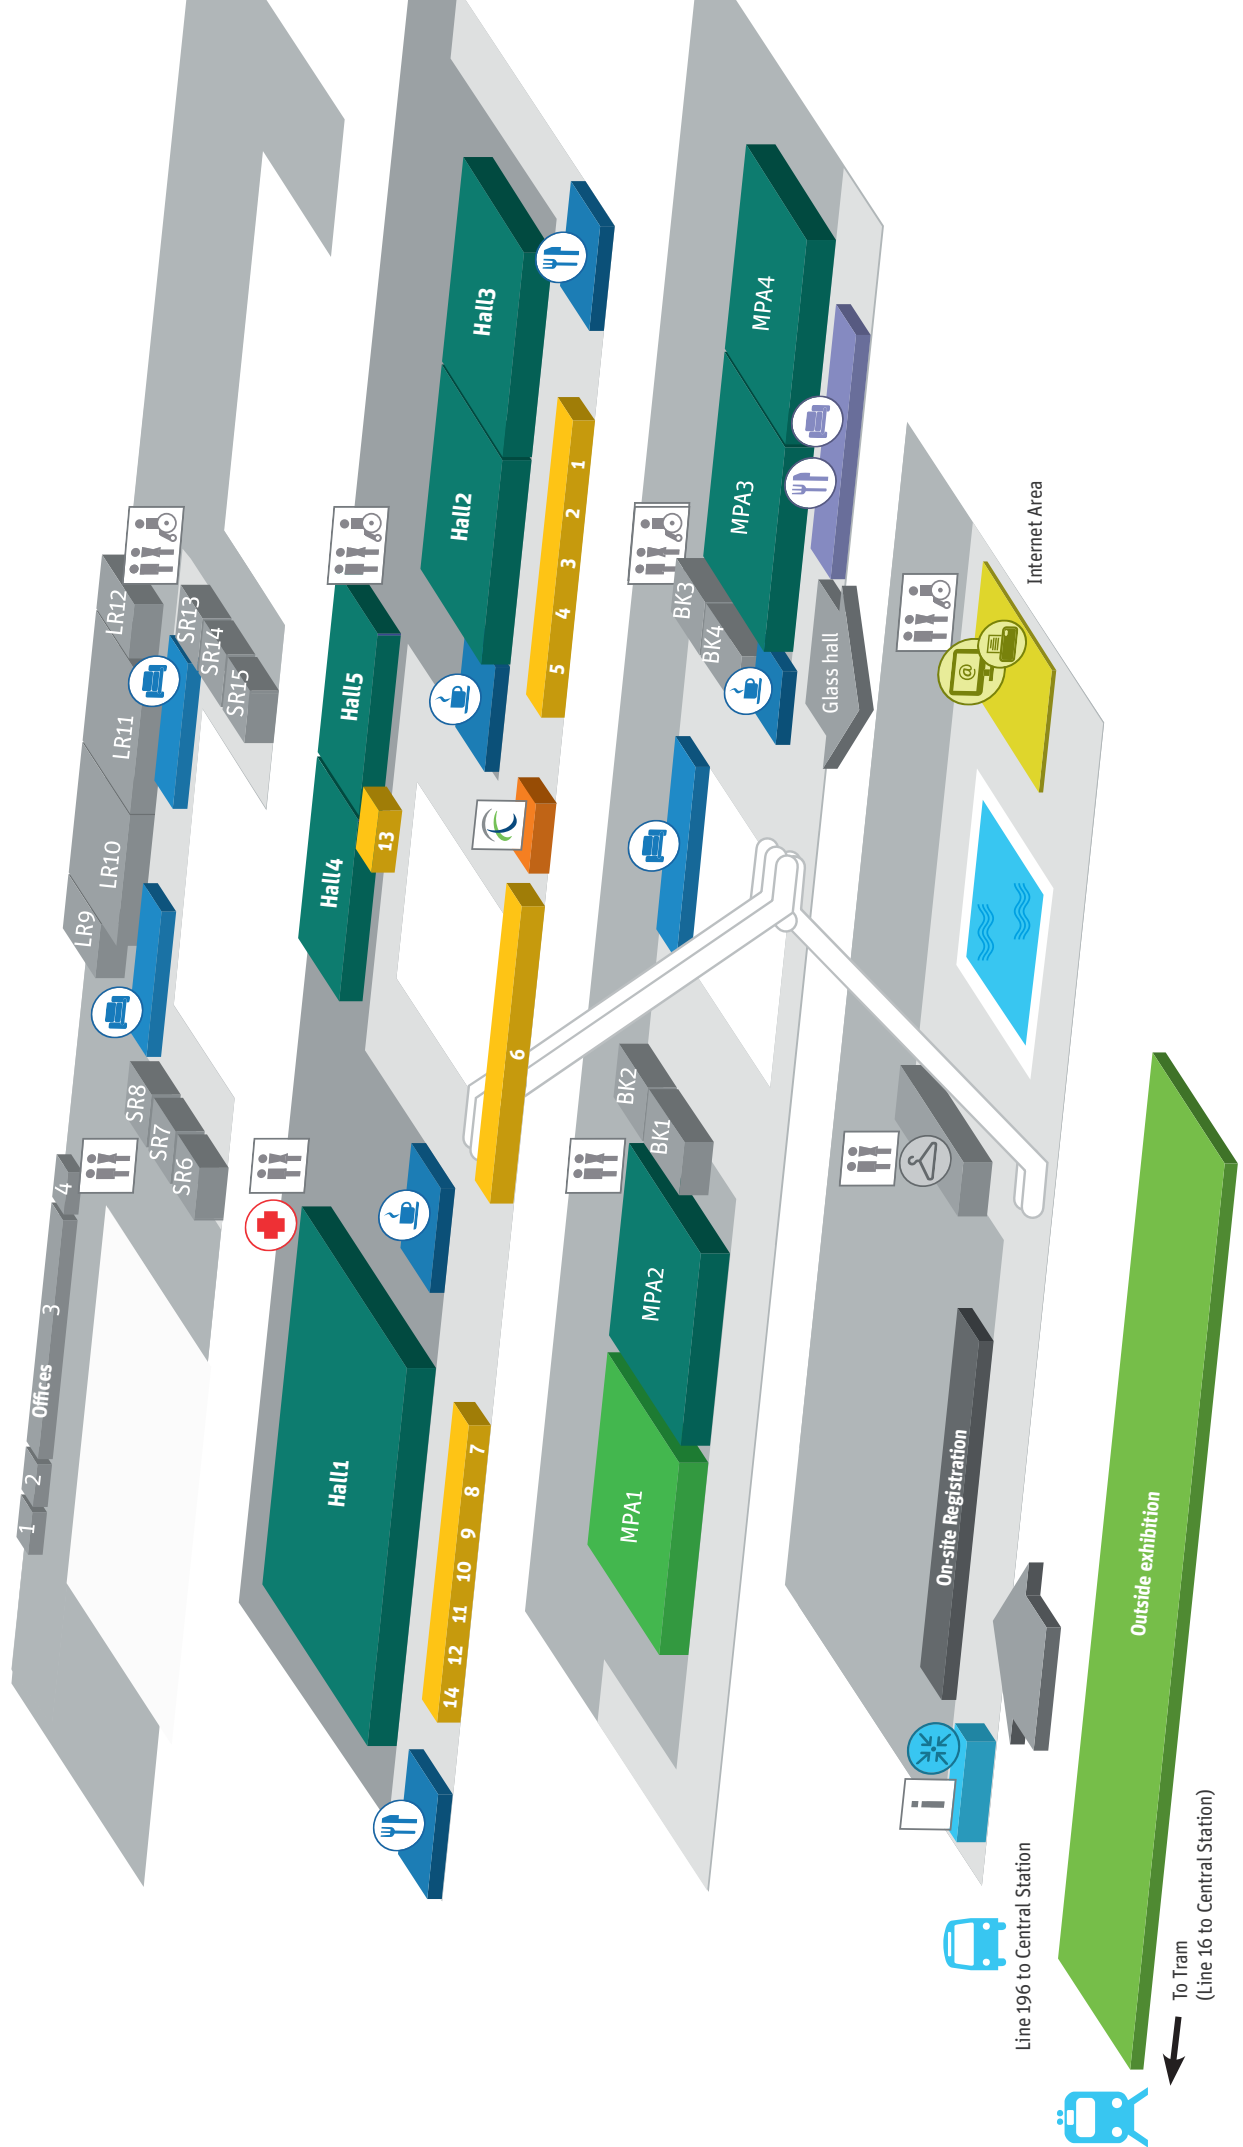 1
2
Offices
3
4
SR6
SR7
SR8
LR9
LR10
LR11
LR12
SR13
SR14
SR15
Hall1
Hall4
13
Hall5
Hall2
Hall3
14
12
11
10
9
8
7
6
5
4
3
2
1
MPA1
MPA2
BK1
BK2
BK3
BK4
MPA3
MPA4
Glass hall
On-site Registration
i
@
Internet Area
Line 196 to Central Station
Outside exhibition
To Tram
(Line 16 to Central Station)